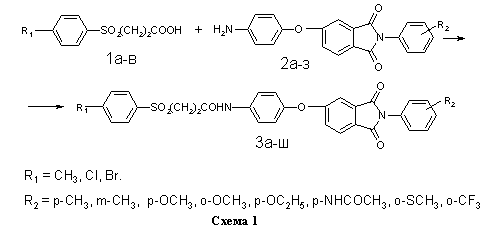 R₁ SO₂(CH₂)₂COOH + H₂N O O N O R₂
1а-в 2а-з
R₁ SO₂(CH₂)₂COHN O O N O R₂
3а-ш
R₁ = CH₃, Cl, Br.
R₂ = p-CH₃, m-CH₃, p-OCH₃, o-OCH₃, p-OC₂H₅, p-NHCOCH₃, o-SCH₃, o-CF₃
Схема 1